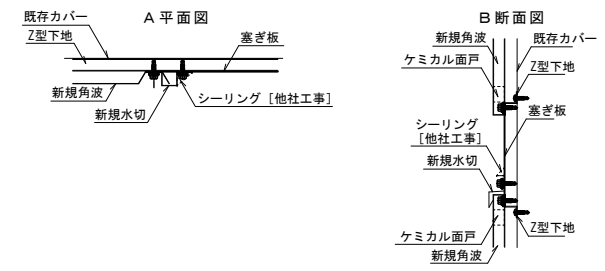 A平面図
既存カバー
Z型下地
塞ぎ板
新規角波
新規水切
シーリング［他社工事］
B断面図
新規角波
既存カバー
ケミカル面戸
Z型下地
塞ぎ板
シーリング
［他社工事］
新規水切
Z型下地
ケミカル面戸
新規角波